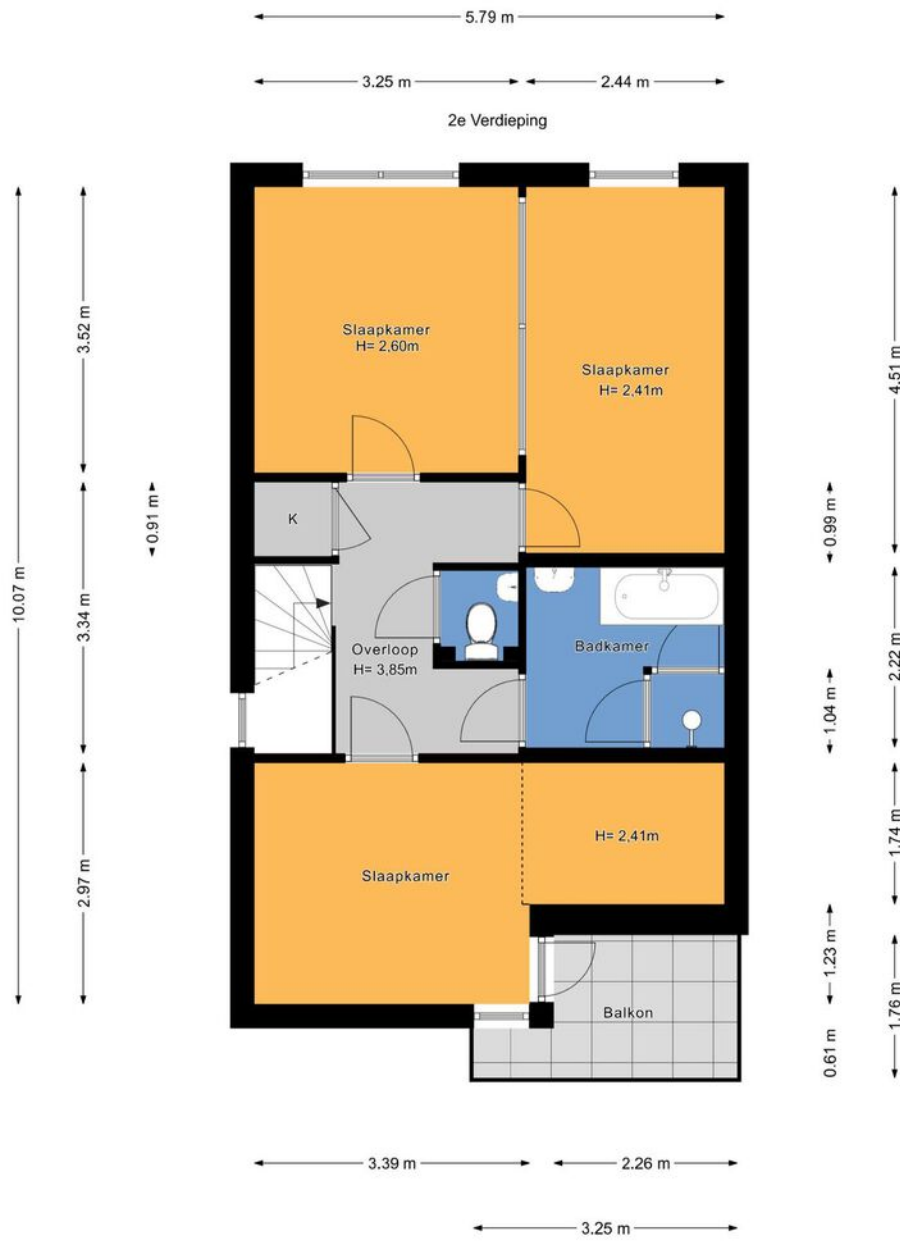 5.79 m
3.25 m
2.44 m
2e Verdieping
10.07 m
3.52 m
4.51 m
Slaapkamer
H= 2,60m
Slaapkamer
H= 2,41m
0.91 m
K
0.99 m
3.34 m
Overloop
H= 3,85m
Badkamer
2.22 m
1.04 m
2.97 m
Slaapkamer
H= 2,41m
1.74 m
1.23 m
Balkon
1.76 m
0.61 m
3.39 m
2.26 m
3.25 m